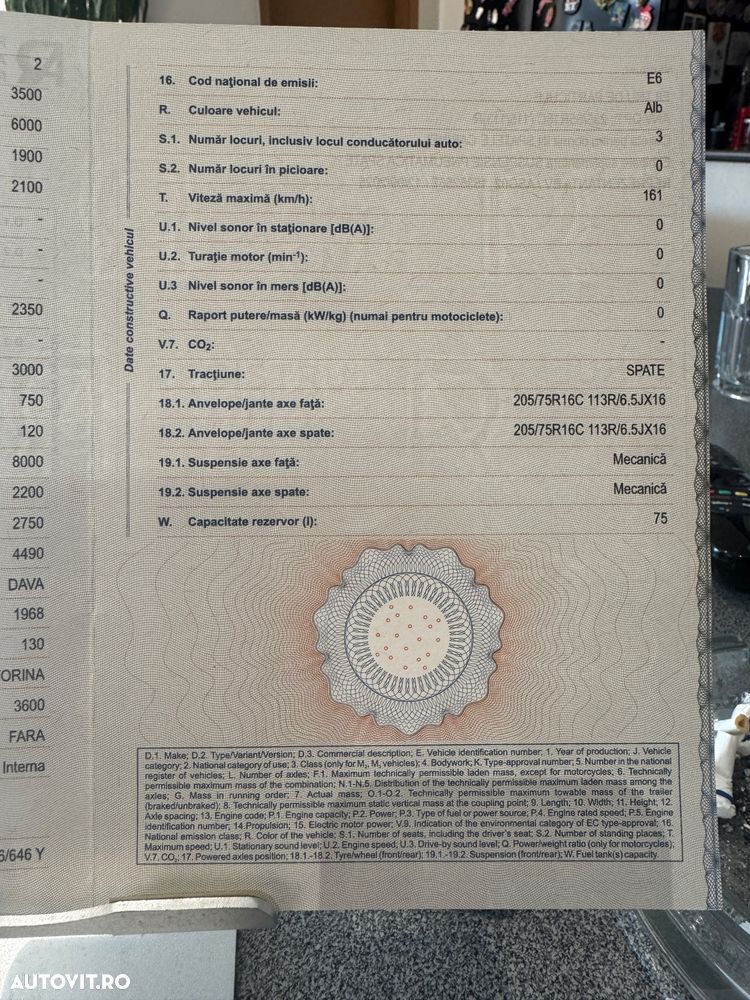 2
3500
6000
1900
2100
-
-
-
2350
-
3000
750
120
8000
2200
2750
4490
DAVA
1968
130
TORINA
3600
FARA
Interna
6/646 Y
Date constructive vehicul
16. Cod național de emisii: E6
R. Culoare vehicul: Alb
S.1. Număr locuri, inclusiv locul conducătorului auto: 3
S.2. Număr locuri în picioare: 0
T. Viteză maximă (km/h): 161
U.1. Nivel sonor în staționare [dB(A)]: 0
U.2. Turație motor (min⁻¹): 0
U.3 Nivel sonor în mers [dB(A)]: 0
Q. Raport putere/masă (kW/kg) (numai pentru motociclete): 0
V.7. CO₂: -
17. Tracțiune: SPATE
18.1. Anvelope/jante axe față: 205/75R16C 113R/6.5JX16
18.2. Anvelope/jante axe spate: 205/75R16C 113R/6.5JX16
19.1. Suspensie axe față: Mecanică
19.2. Suspensie axe spate: Mecanică
W. Capacitate rezervor (l): 75
D.1. Make; D.2. Type/Variant/Version; D.3. Commercial description; E. Vehicle identification number; 1. Year of production; J. Vehicle
category; 2. National category of use; 3. Class (only for M₂, M₃ vehicles); 4. Bodywork; K. Type-approval number; 5. Number in the national
register of vehicles; L. Number of axles; F.1. Maximum technically permissible laden mass, except for motorcycles; 6. Technically
permissible maximum mass of the combination; N.1-N.5. Distribution of the technically permissible maximum laden mass among the
axles; G. Mass in running order; 7. Actual mass; O.1-O.2. Technically permissible maximum towable mass of the trailer
(braked/unbraked); 8. Technically permissible maximum static vertical mass at the coupling point; 9. Length; 10. Width; 11. Height; 12.
Axle spacing; 13. Engine code; P.1. Engine capacity; P.2. Power; P.3. Type of fuel or power source; P.4. Engine rated speed; P.5. Engine
identification number; 14.Propulsion; 15. Electric motor power; V.9. Indication of the environmental category of EC type-approval; 16.
National emission class; R. Color of the vehicle; S.1. Number of seats, including the driver's seat; S.2. Number of standing places; T.
Maximum speed; U.1. Stationary sound level; U.2. Engine speed; U.3. Drive-by sound level; Q. Power/weight ratio (only for motorcycles);
V.7. CO₂; 17. Powered axles position; 18.1.-18.2. Tyre/wheel (front/rear); 19.1.-19.2. Suspension (front/rear); W. Fuel tank(s) capacity.
AUTOVIT.RO